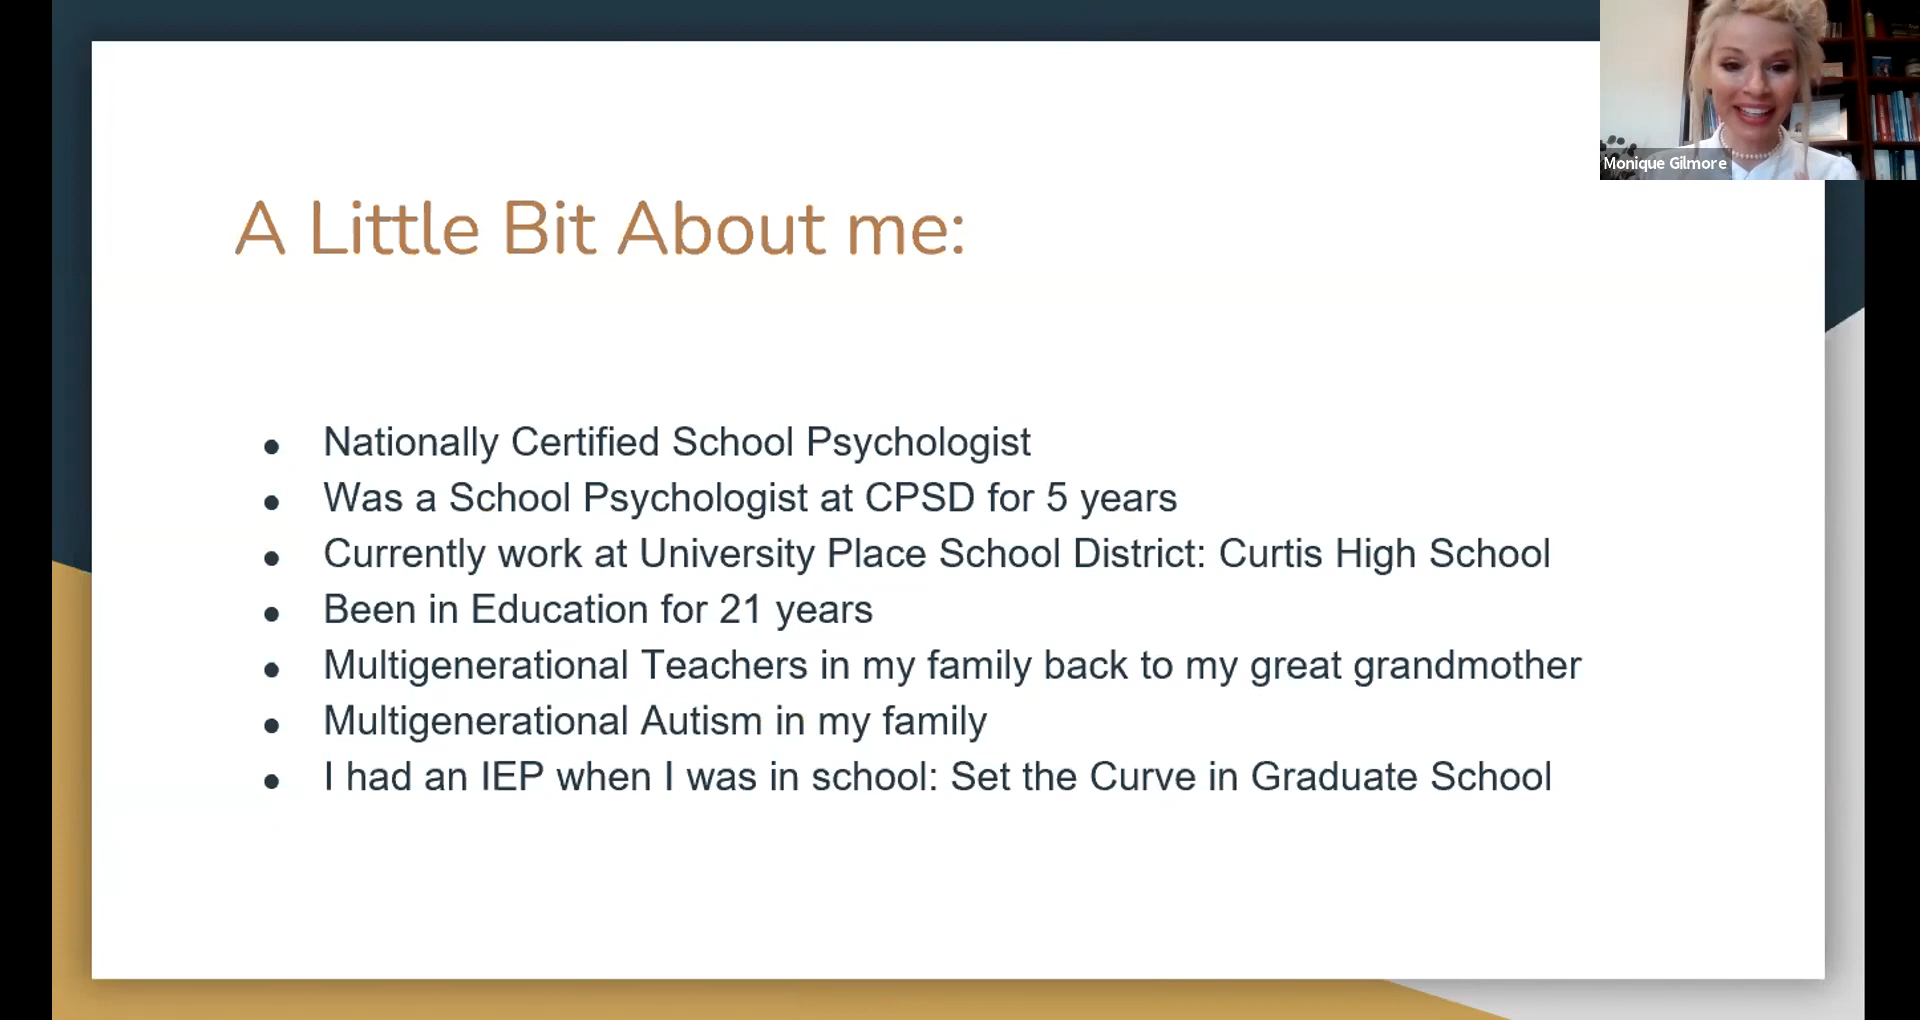 Monique Gilmore
A Little Bit About me:
● Nationally Certified School Psychologist
● Was a School Psychologist at CPSD for 5 years
● Currently work at University Place School District: Curtis High School
● Been in Education for 21 years
● Multigenerational Teachers in my family back to my great grandmother
● Multigenerational Autism in my family
● I had an IEP when I was in school: Set the Curve in Graduate School